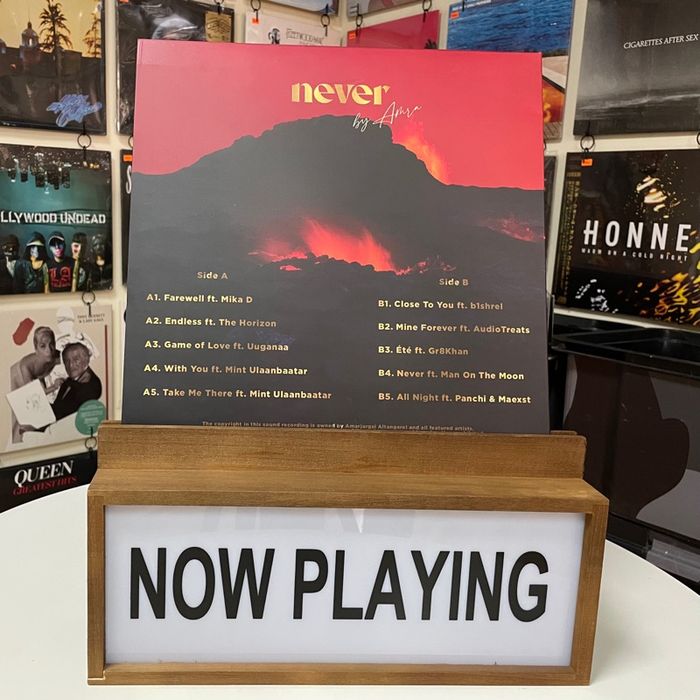 never
by Amra
Side A
A1. Farewell ft. Mika D
A2. Endless ft. The Horizon
A3. Game of Love ft. Uuganaa
A4. With You ft. Mint Ulaanbaatar
A5. Take Me There ft. Mint Ulaanbaatar
Side B
B1. Close To You ft. b1shrel
B2. Mine Forever ft. AudioTreats
B3. Été ft. Gr8Khan
B4. Never ft. Man On The Moon
B5. All Night ft. Panchi & Maexst
The copyright in this sound recording is owned by Amarjargal Altangerel and all featured artists.
NOW PLAYING
CIGARETTES AFTER SEX
LLYWOOD UNDEAD
HONNE
WARM ON A COLD NIGHT
QUEEN
GREATEST HITS